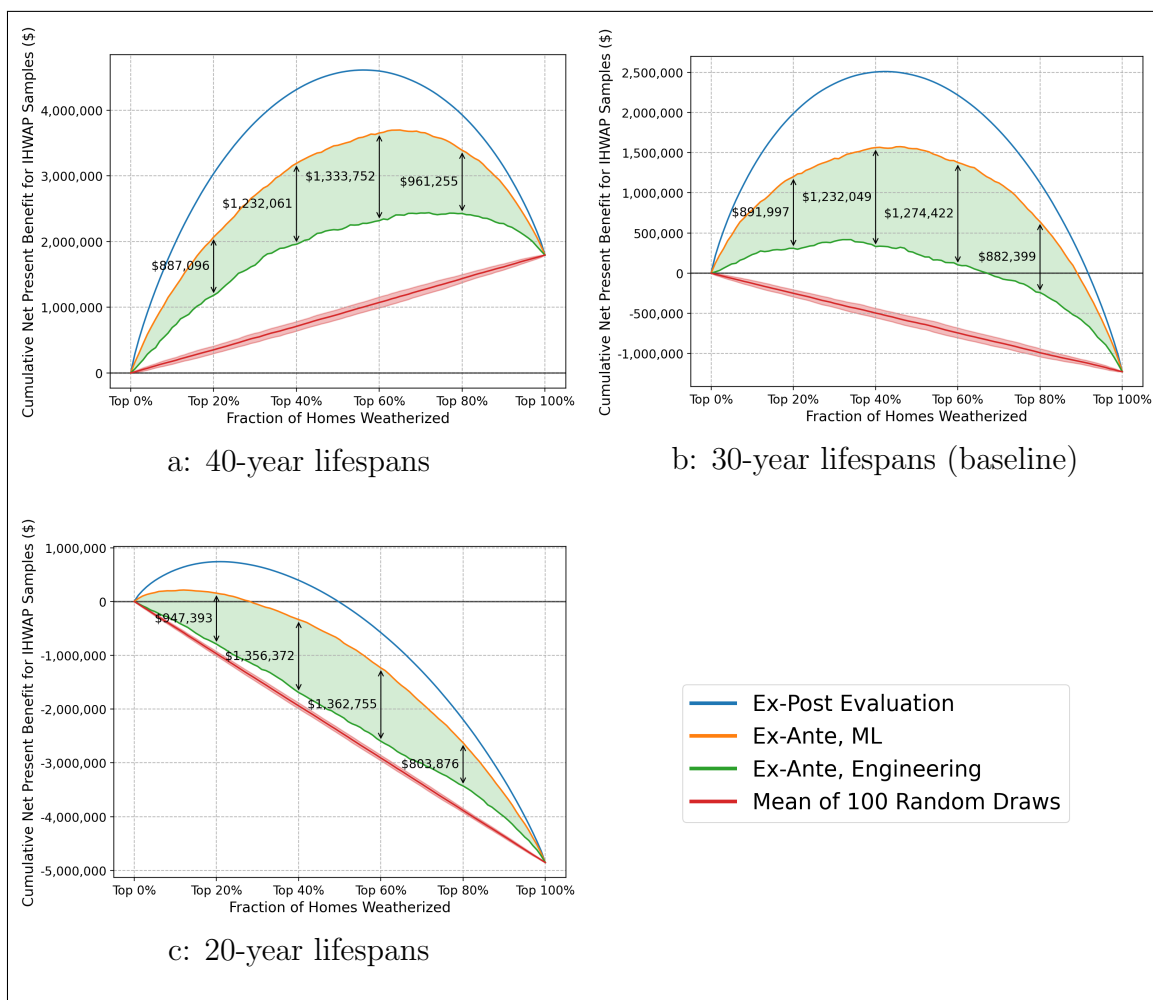 Cumulative Net Present Benefit for IHWAP Samples ($)
4,000,000
3,000,000
2,000,000
1,000,000
0
$887,096
$1,232,061
$1,333,752
$961,255
Top 0%
Top 20%
Top 40%
Top 60%
Top 80%
Top 100%
Fraction of Homes Weatherized
a: 40-year lifespans
Cumulative Net Present Benefit for IHWAP Samples ($)
2,500,000
2,000,000
1,500,000
1,000,000
500,000
0
-500,000
-1,000,000
$891,997
$1,232,049
$1,274,422
$882,399
Top 0%
Top 20%
Top 40%
Top 60%
Top 80%
Top 100%
Fraction of Homes Weatherized
b: 30-year lifespans (baseline)
Cumulative Net Present Benefit for IHWAP Samples ($)
1,000,000
0
-1,000,000
-2,000,000
-3,000,000
-4,000,000
-5,000,000
$947,393
$1,356,372
$1,362,755
$803,876
Top 0%
Top 20%
Top 40%
Top 60%
Top 80%
Top 100%
Fraction of Homes Weatherized
c: 20-year lifespans
Ex-Post Evaluation
Ex-Ante, ML
Ex-Ante, Engineering
Mean of 100 Random Draws